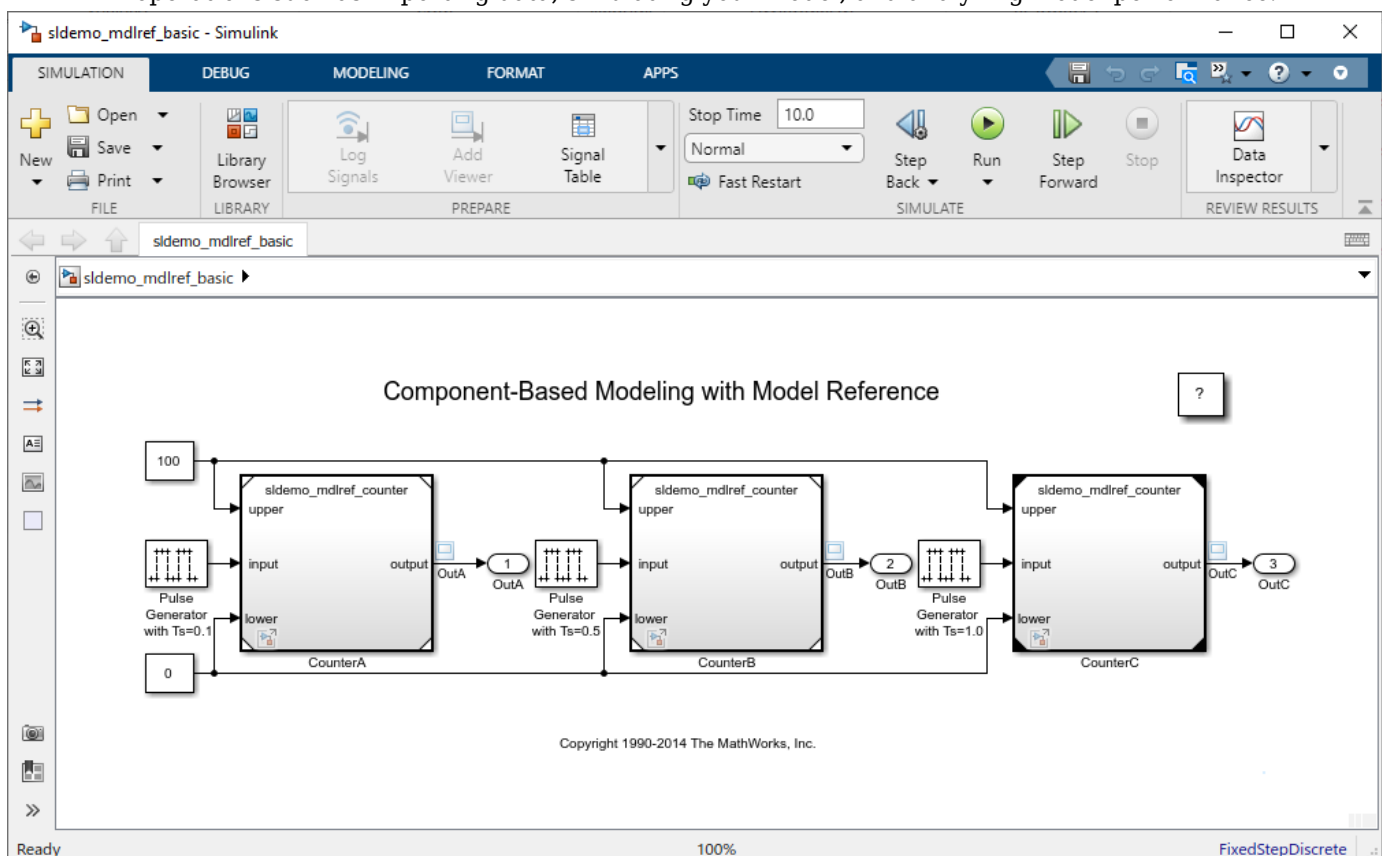 sldemo_mdlref_basic - Simulink
SIMULATION DEBUG MODELING FORMAT APPS
New
Open
Save
Print
FILE
Library Browser
LIBRARY
Log Signals
Add Viewer
Signal Table
PREPARE
Stop Time 10.0
Normal
Fast Restart
Step Back
Run
Step Forward
Stop
SIMULATE
Data Inspector
REVIEW RESULTS
sldemo_mdlref_basic
sldemo_mdlref_basic
Component-Based Modeling with Model Reference
?
100
sldemo_mdlref_counter
upper
input
output
lower
CounterA
Pulse
Generator
with Ts=0.1
0
OutA
1
OutA
Pulse
Generator
with Ts=0.5
sldemo_mdlref_counter
upper
input
output
lower
CounterB
OutB
2
OutB
Pulse
Generator
with Ts=1.0
sldemo_mdlref_counter
upper
input
output
lower
CounterC
OutC
3
OutC
Copyright 1990-2014 The MathWorks, Inc.
Ready
100%
FixedStepDiscrete